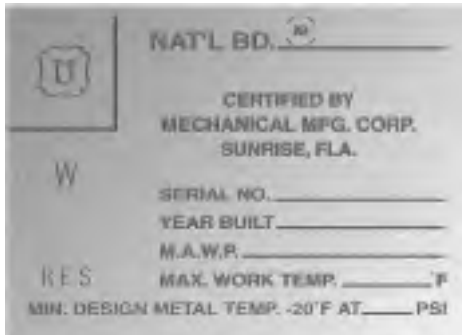 NAT'L BD.
U
CERTIFIED BY
MECHANICAL MFG. CORP.
SUNRISE, FLA.
W
SERIAL NO.
YEAR BUILT
M.A.W.P.
RES
MAX. WORK TEMP. °F
MIN. DESIGN METAL TEMP. -20°F AT PSI